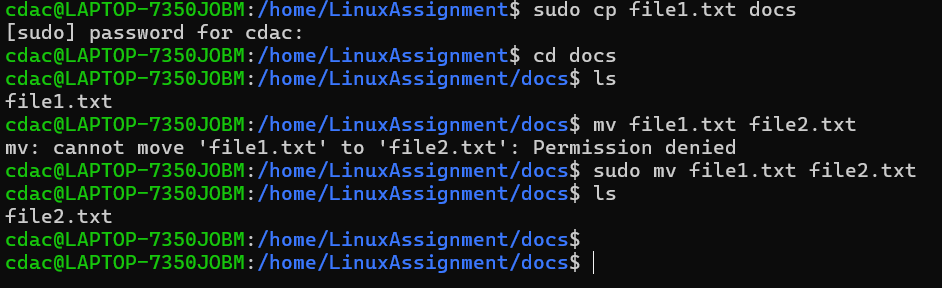 cdac@LAPTOP-7350JOBM:/home/LinuxAssignment$ sudo cp file1.txt docs
[sudo] password for cdac:
cdac@LAPTOP-7350JOBM:/home/LinuxAssignment$ cd docs
cdac@LAPTOP-7350JOBM:/home/LinuxAssignment/docs$ ls
file1.txt
cdac@LAPTOP-7350JOBM:/home/LinuxAssignment/docs$ mv file1.txt file2.txt
mv: cannot move 'file1.txt' to 'file2.txt': Permission denied
cdac@LAPTOP-7350JOBM:/home/LinuxAssignment/docs$ sudo mv file1.txt file2.txt
cdac@LAPTOP-7350JOBM:/home/LinuxAssignment/docs$ ls
file2.txt
cdac@LAPTOP-7350JOBM:/home/LinuxAssignment/docs$
cdac@LAPTOP-7350JOBM:/home/LinuxAssignment/docs$